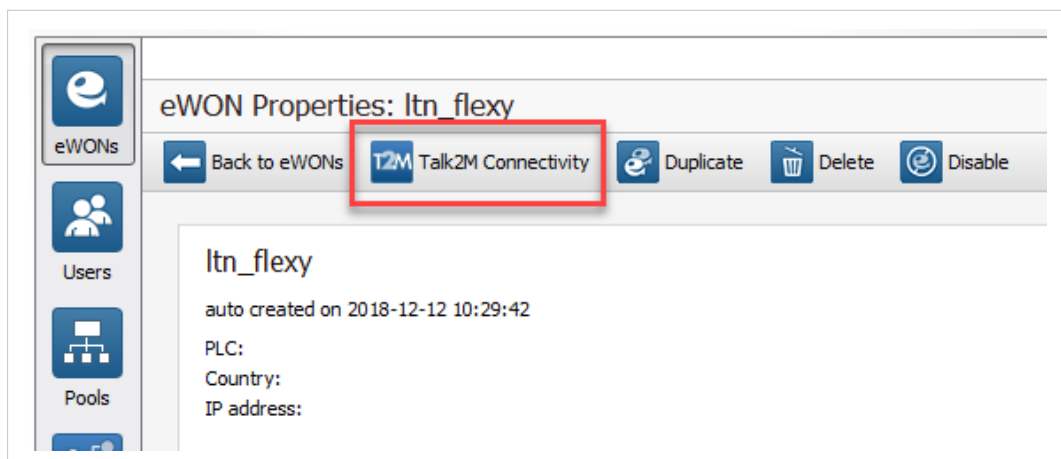 eWON Properties: ltn_flexy
eWONs
Back to eWONs T2M Talk2M Connectivity Duplicate Delete Disable
Users
ltn_flexy
auto created on 2018-12-12 10:29:42
PLC:
Country:
IP address:
Pools